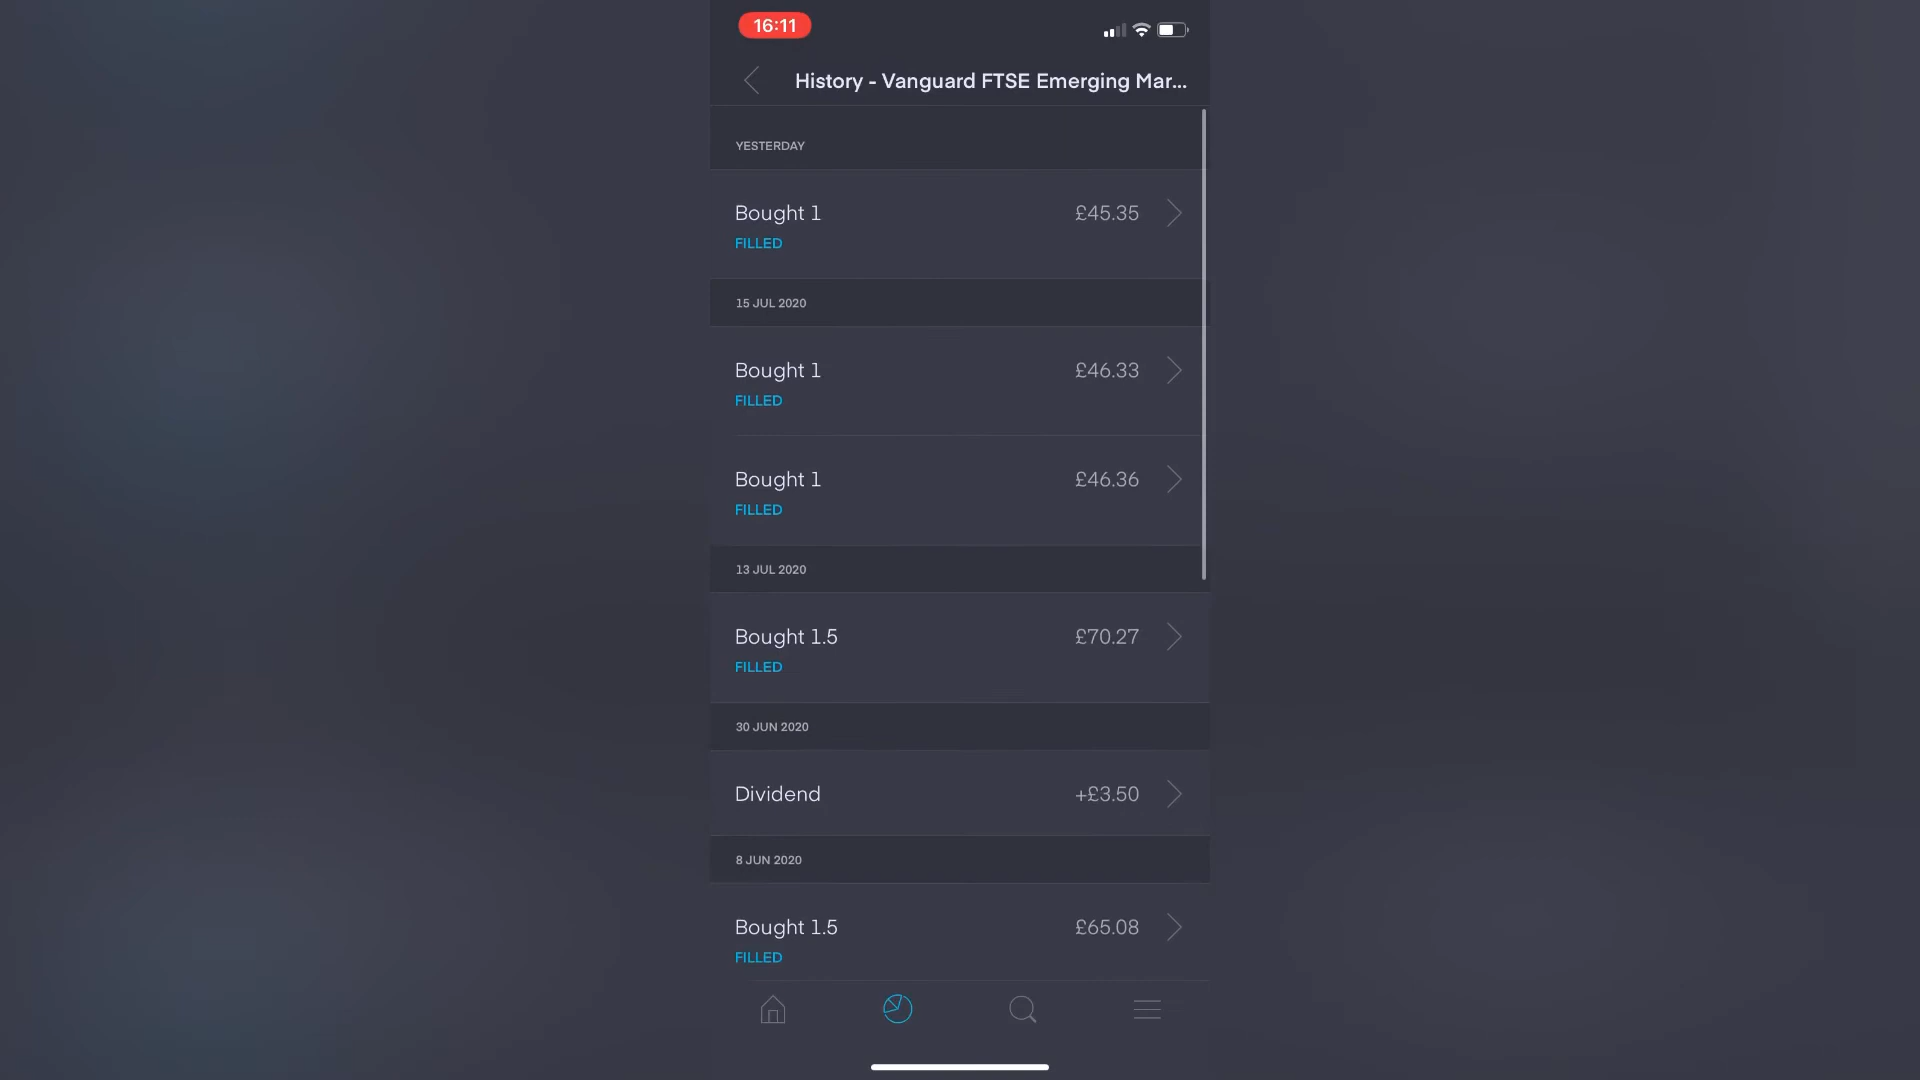 16:11
History - Vanguard FTSE Emerging Mar...
YESTERDAY
Bought 1 £45.35
FILLED
15 JUL 2020
Bought 1 £46.33
FILLED
Bought 1 £46.36
FILLED
13 JUL 2020
Bought 1.5 £70.27
FILLED
30 JUN 2020
Dividend +£3.50
8 JUN 2020
Bought 1.5 £65.08
FILLED